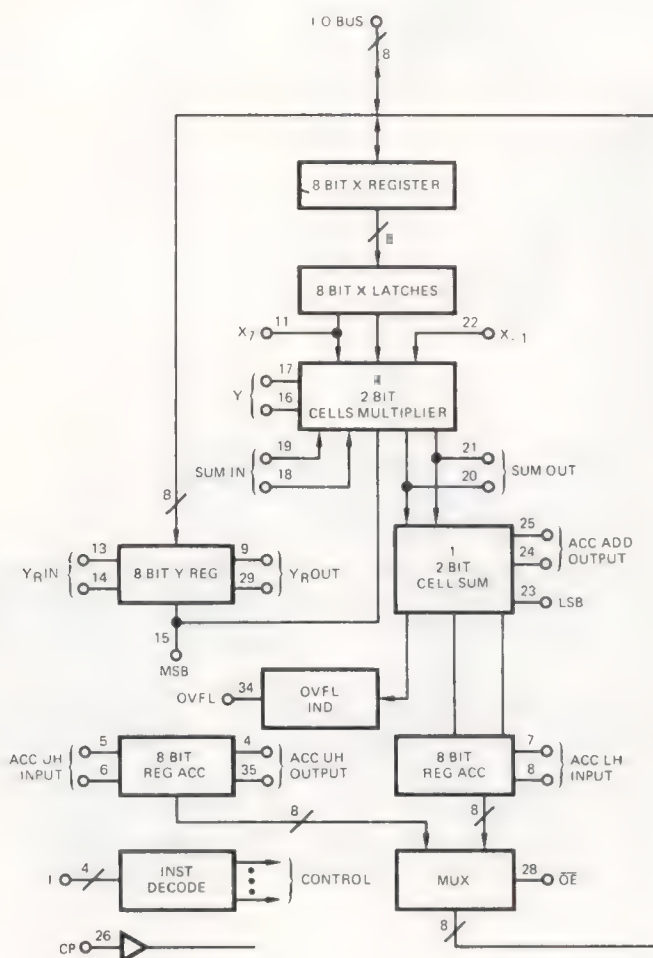 I O BUS
8
8 BIT X REGISTER
8 BIT X LATCHES
X7 11
22 X-1
Y { 17
16
2 BIT
CELLS MULTIPLIER
SUM IN { 19
18
21
20 } SUM OUT
8
YR IN { 13
14
8 BIT Y REG
9
29 } YR OUT
1
2 BIT
CELL SUM
25
24 } ACC ADD
OUTPUT
23 LSB
15
MSB
OVFL 34
OVFL
IND
ACC UH
INPUT { 5
6
8 BIT
REG ACC
4
35 } ACC UH
OUTPUT
8 BIT
REG ACC
7
8 } ACC LH
INPUT
8
8
I 4
INST
DECODE
CONTROL
MUX
28 OE
CP 26
8